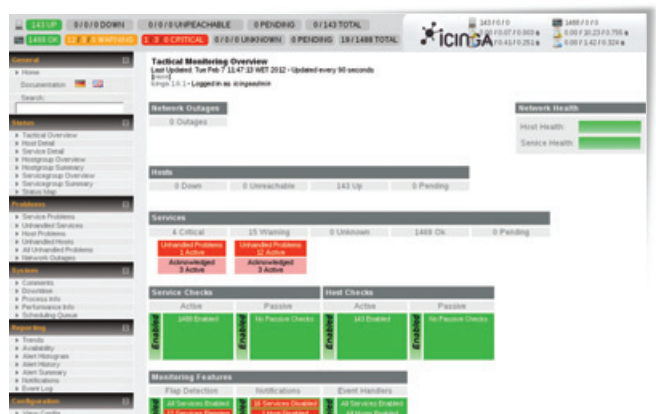 143 UP 0 / 0 / 0 DOWN 0 / 0 / 0 UNREACHABLE 0 PENDING 0 / 143 TOTAL
0 / 0 / 0 UNKNOWN 0 PENDING 19 / 1488 TOTAL
CRITICAL
WARNING
ICINGA
General
Home
Documentation
Search:
Status
Tactical Overview
Host Detail
Service Detail
Hostgroup Overview
Hostgroup Summary
Servicegroup Overview
Servicegroup Summary
Status Map
Problems
Service Problems
Unhandled Services
Host Problems
Unhandled Hosts
All Unhandled Problems
Network Outages
System
Comments
Downtime
Process Info
Performance Info
Scheduling Queue
Reporting
Trends
Availability
Alert Histogram
Alert History
Alert Summary
Notifications
Event Log
Configuration
View Config
Tactical Monitoring Overview
Last Updated: Tue Feb 7 11:47:13 WET 2012 - Updated every 90 seconds
Icinga 1.6.1 - Logged in as icingaadmin
Network Outages
0 Outages
Network Health
Host Health:
Service Health:
Hosts
0 Down 0 Unreachable 143 Up 0 Pending
Services
4 Critical 15 Warning 0 Unknown 1469 Ok 0 Pending
Unhandled Problems Unhandled Problems
1 Active 12 Active
Acknowledged Acknowledged
3 Active 3 Active
Service Checks Host Checks
Active Passive Active Passive
Enabled 1488 Enabled Enabled No Passive Checks Enabled 143 Enabled Enabled No Passive Checks
Monitoring Features
Flap Detection Notifications Event Handlers
All Services Enabled 16 Services Disabled All Services Enabled